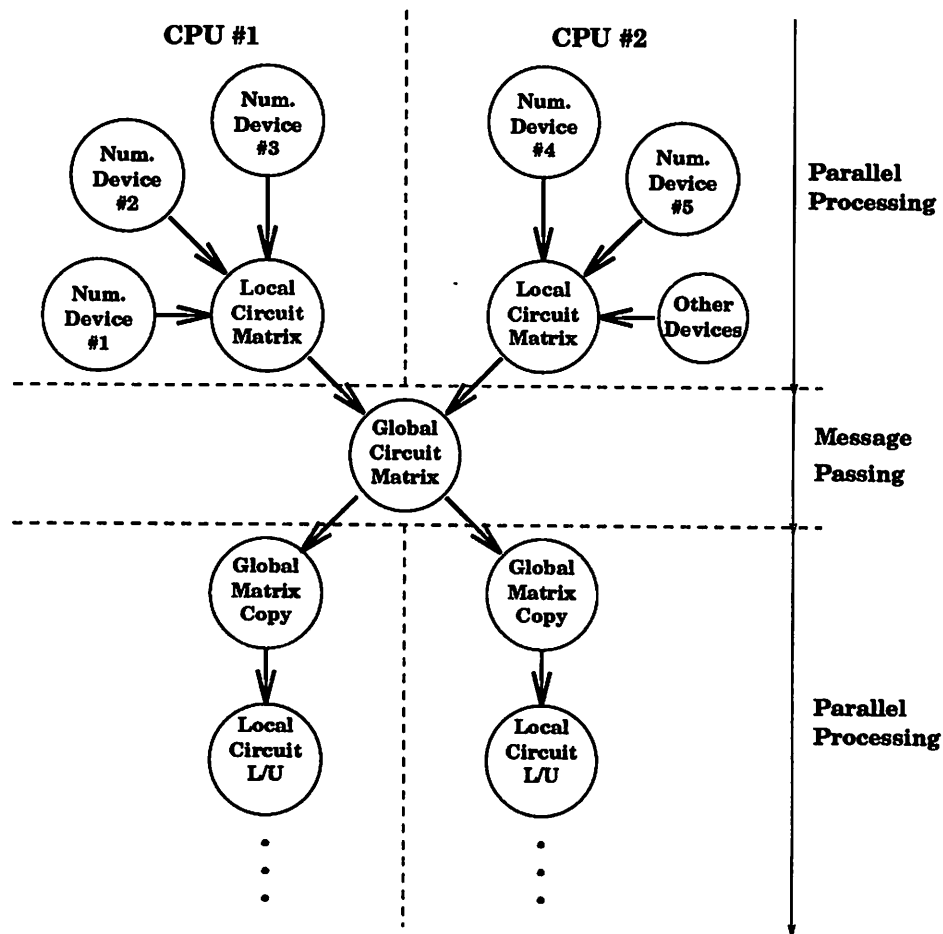 CPU #1
CPU #2
Num.
Device
#3
Num.
Device
#4
Num.
Device
#2
Num.
Device
#5
Parallel
Processing
Num.
Device
#1
Local
Circuit
Matrix
Local
Circuit
Matrix
Other
Devices
Global
Circuit
Matrix
Message
Passing
Global
Matrix
Copy
Global
Matrix
Copy
Local
Circuit
L/U
Local
Circuit
L/U
Parallel
Processing